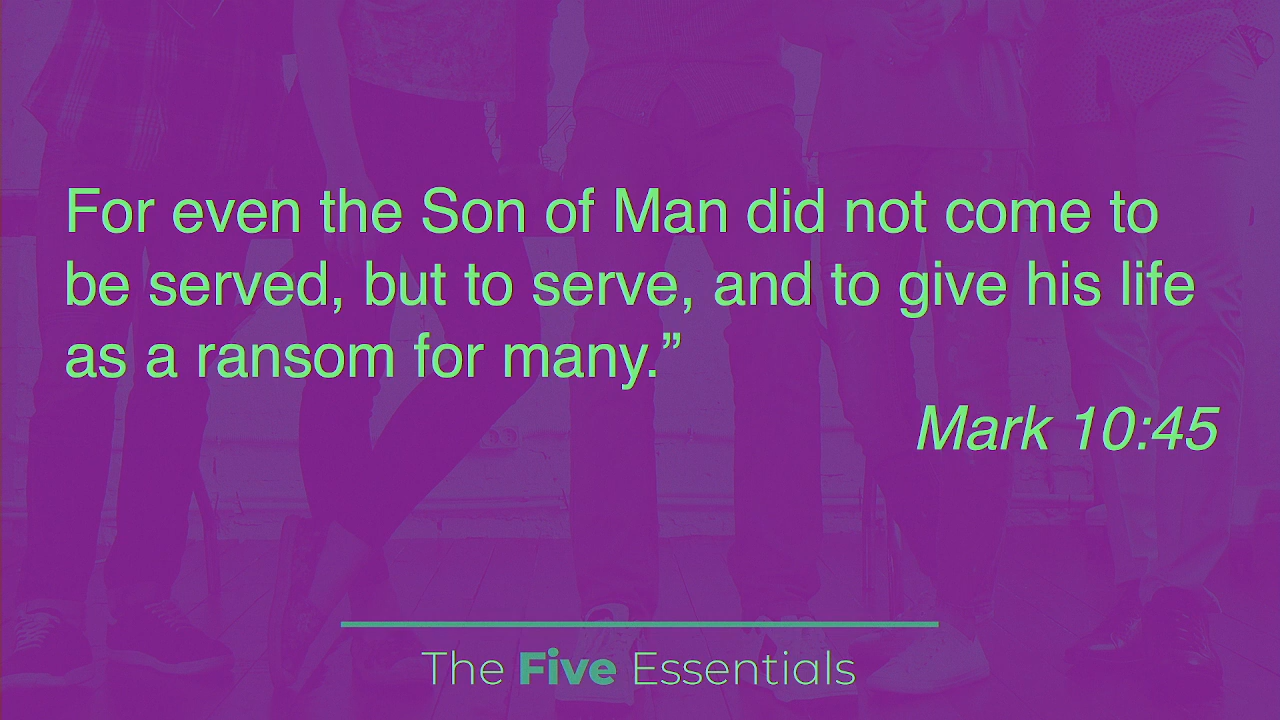 For even the Son of Man did not come to
be served, but to serve, and to give his life
as a ransom for many.”
Mark 10:45
The Five Essentials